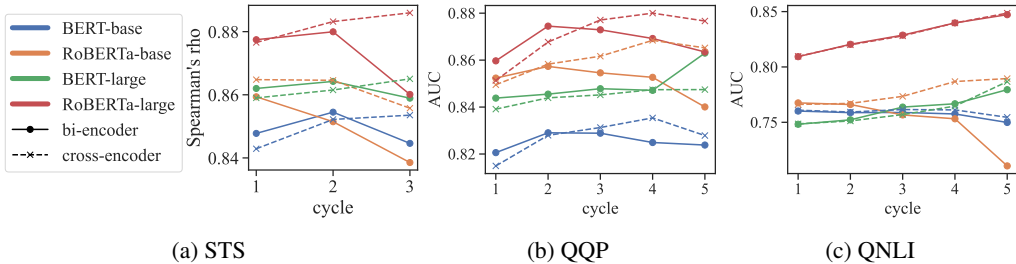 BERT-base
RoBERTa-base
BERT-large
RoBERTa-large
bi-encoder
cross-encoder
Spearman's rho
0.88
0.86
0.84
1 2 3
cycle
(a) STS
AUC
0.88
0.86
0.84
0.82
1 2 3 4 5
cycle
(b) QQP
AUC
0.85
0.80
0.75
1 2 3 4 5
cycle
(c) QNLI